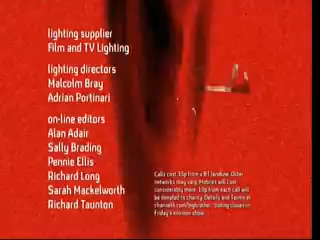 lighting supplier
Film and TV Lighting
lighting directors
Malcolm Bray
Adrian Portinari
on-line editors
Alan Adair
Sally Brading
Pennie Ellis
Richard Long
Sarah Mackelworth
Richard Taunton
Calls cost 35p from a BT landline. Other
networks may vary. Mobiles will cost
considerably more. 10p from each call will
be donated to charity. Details and Terms at
channel4.com/bigbrother. Voting closes in
Friday's eviction show.